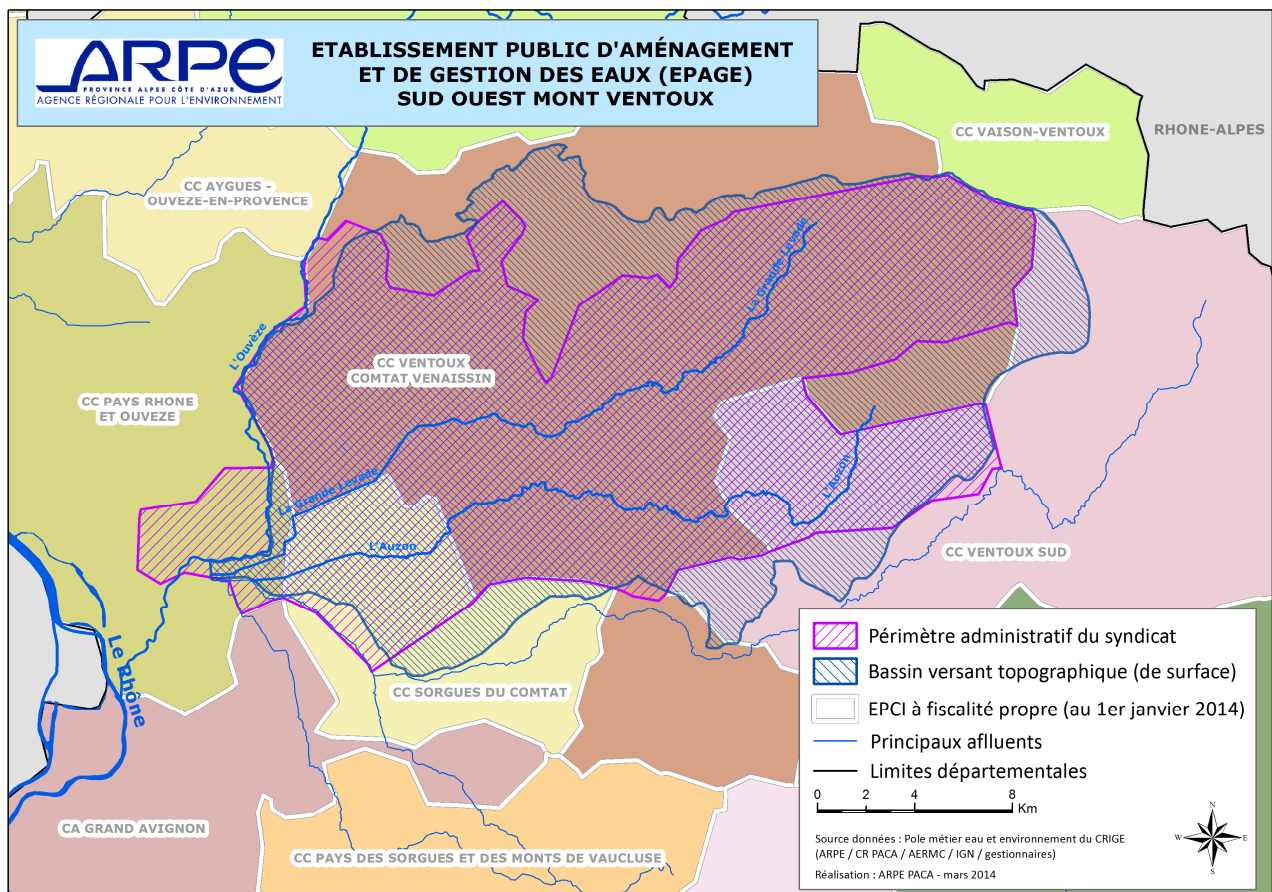 ARPE
PROVENCE ALPES CÔTE D'AZUR
AGENCE RÉGIONALE POUR L'ENVIRONNEMENT
ETABLISSEMENT PUBLIC D'AMÉNAGEMENT
ET DE GESTION DES EAUX (EPAGE)
SUD OUEST MONT VENTOUX
CC VAISON-VENTOUX
RHONE-ALPES
CC AYGUES -
OUVEZE-EN-PROVENCE
La Grande Levade
L'Ouvèze
CC VENTOUX
COMTAT VENAISSIN
CC PAYS RHONE
ET OUVEZE
La Grande Levade
L'Auzon
L'Auzon
CC VENTOUX SUD
Le Rhône
CC SORGUES DU COMTAT
CA GRAND AVIGNON
CC PAYS DES SORGUES ET DES MONTS DE VAUCLUSE
Périmètre administratif du syndicat
Bassin versant topographique (de surface)
EPCI à fiscalité propre (au 1er janvier 2014)
Principaux aflluents
Limites départementales
0 2 4 8
Km
Source données : Pole métier eau et environnement du CRIGE
(ARPE / CR PACA / AERMC / IGN / gestionnaires)
Réalisation : ARPE PACA - mars 2014
N
W E
S